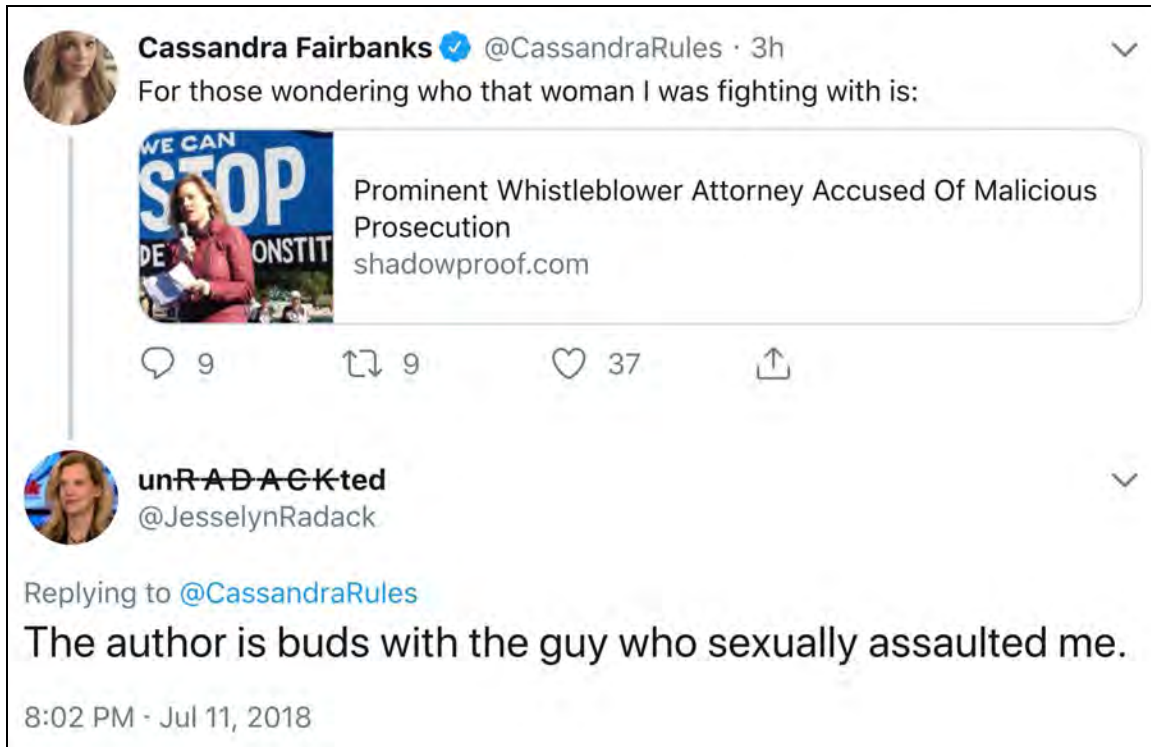 Cassandra Fairbanks @CassandraRules · 3h
For those wondering who that woman I was fighting with is:
WE CAN
STOP
DE ONSTIT
Prominent Whistleblower Attorney Accused Of Malicious
Prosecution
shadowproof.com
9 9 37
unRADACKted
@JesselynRadack
Replying to @CassandraRules
The author is buds with the guy who sexually assaulted me.
8:02 PM · Jul 11, 2018